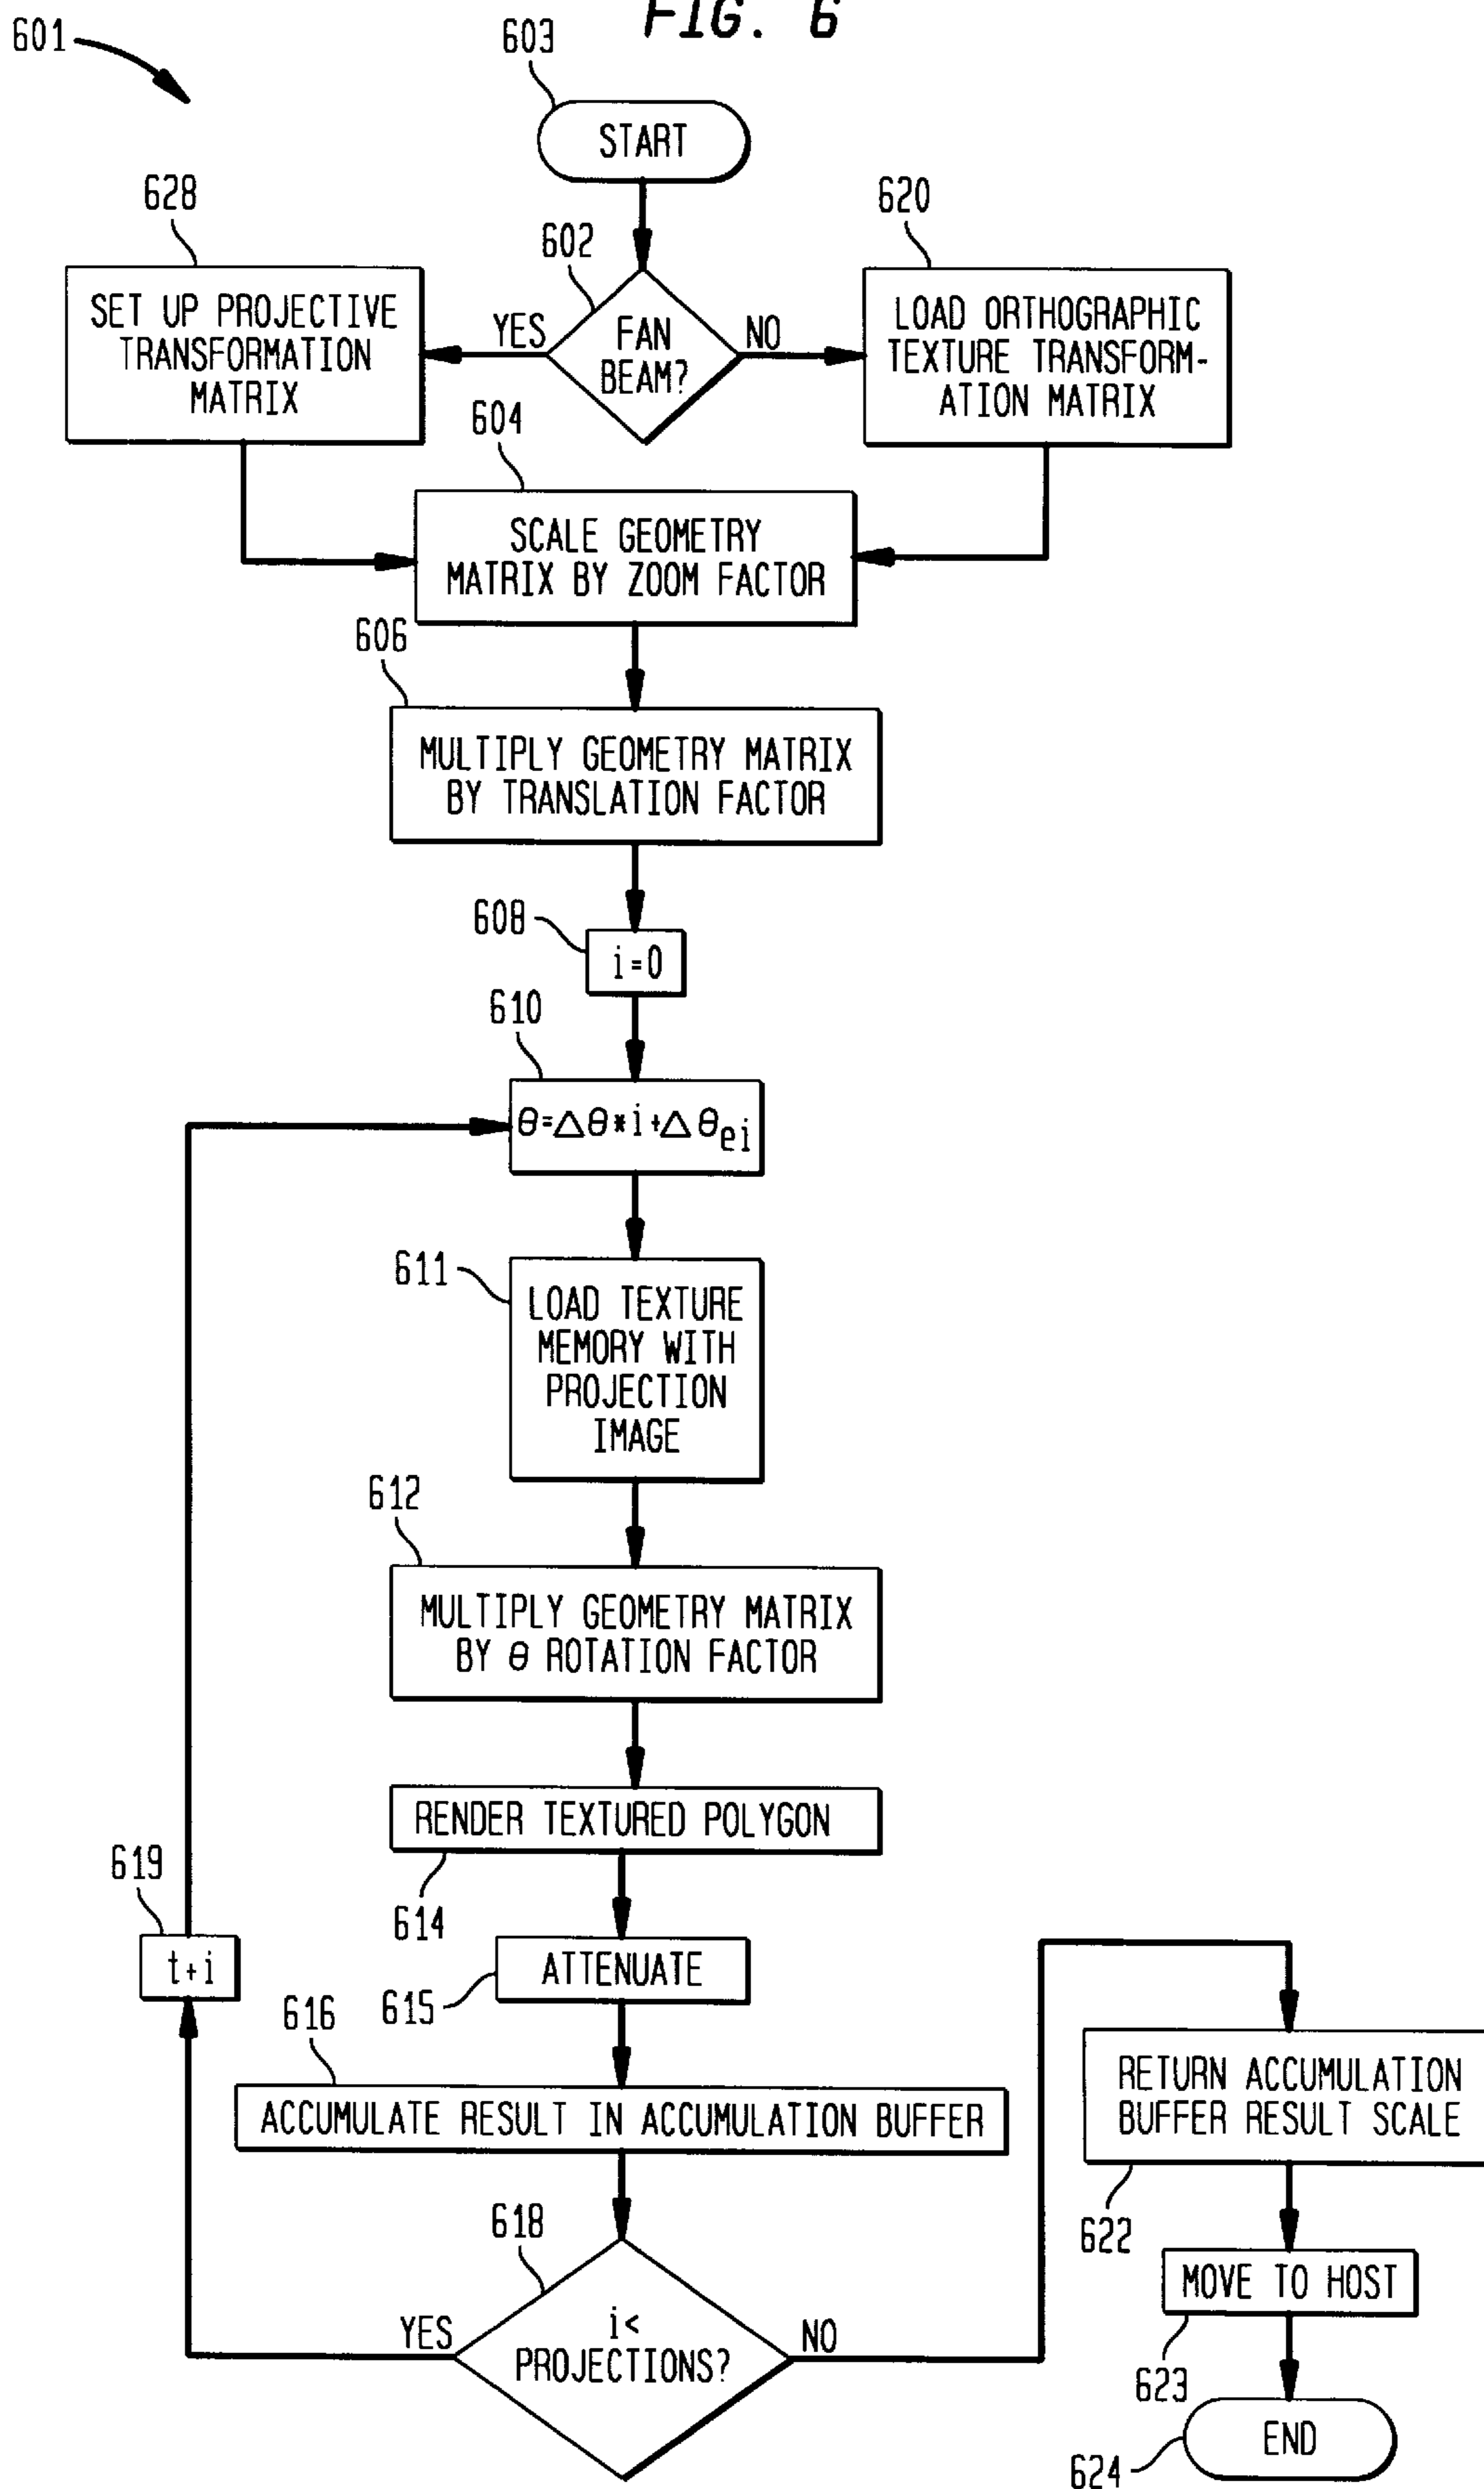 FIG. 6
601
603
START
628
602
620
SET UP PROJECTIVE
TRANSFORMATION
MATRIX
YES
FAN
BEAM?
NO
LOAD ORTHOGRAPHIC
TEXTURE TRANSFORM-
ATION MATRIX
604
SCALE GEOMETRY
MATRIX BY ZOOM FACTOR
606
MULTIPLY GEOMETRY MATRIX
BY TRANSLATION FACTOR
608
i=0
610
θ=△θ*i+△θei
611
LOAD TEXTURE
MEMORY WITH
PROJECTION
IMAGE
612
MULTIPLY GEOMETRY MATRIX
BY θ ROTATION FACTOR
RENDER TEXTURED POLYGON
614
619
t+i
ATTENUATE
615
616
ACCUMULATE RESULT IN ACCUMULATION BUFFER
618
YES
i<
PROJECTIONS?
NO
RETURN ACCUMULATION
BUFFER RESULT SCALE
622
MOVE TO HOST
623
END
624